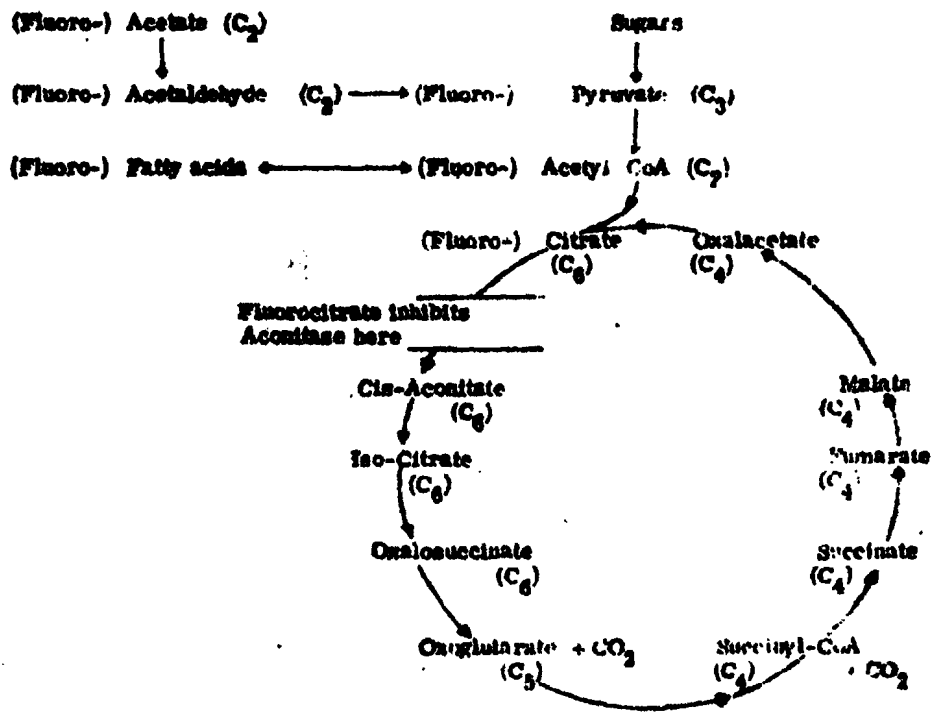 (Fluoro-) Acetate (C2) Sugars
(Fluoro-) Acetaldehyde (C2) (Fluoro-) Pyruvate (C3)
(Fluoro-) Fatty acids (Fluoro-) Acetyl CoA (C2)
(Fluoro-) Citrate (C6) Oxalacetate (C4)
Fluorocitrate inhibits
Aconitase here
Cis-Aconitate (C6)
Malate (C4)
Iso-Citrate (C6)
Fumarate (C4)
Oxalosuccinate (C6)
Succinate (C4)
Oxoglutarate + CO2 (C5)
Succinyl-CoA (C4) + CO2